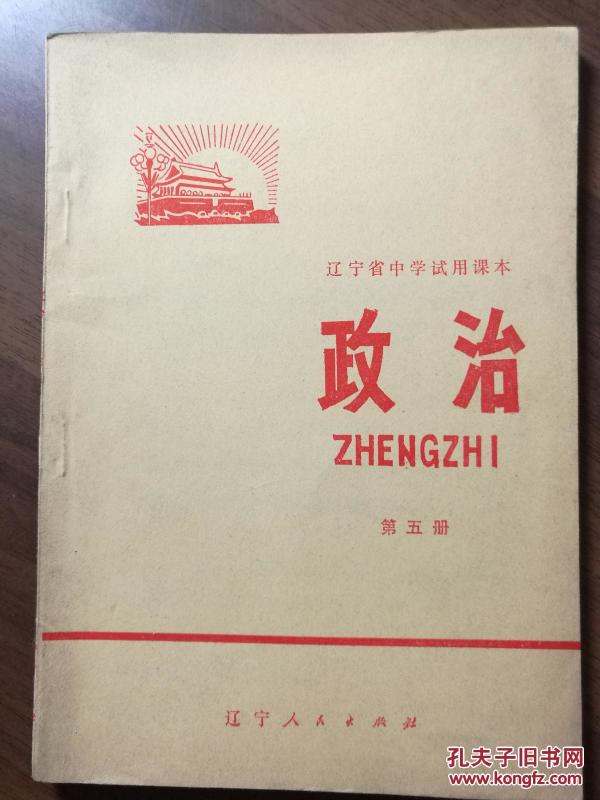 辽宁省中学试用课本
政治
ZHENGZHI
第五册
辽宁人民出版社
孔夫子旧书网
www.kongfz.com